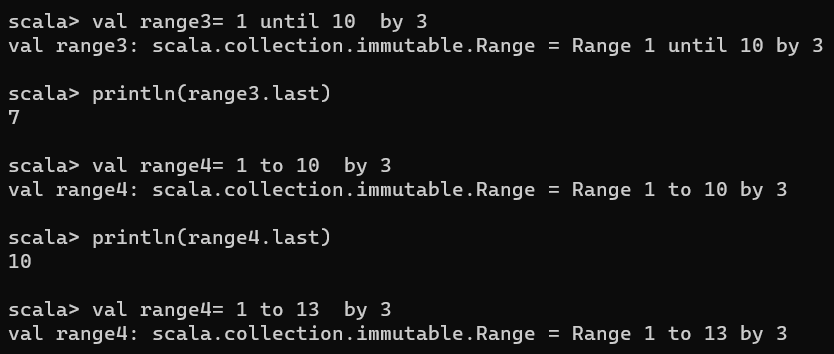 scala> val range3= 1 until 10  by 3
val range3: scala.collection.immutable.Range = Range 1 until 10 by 3
scala> println(range3.last)
7
scala> val range4= 1 to 10  by 3
val range4: scala.collection.immutable.Range = Range 1 to 10 by 3
scala> println(range4.last)
10
scala> val range4= 1 to 13  by 3
val range4: scala.collection.immutable.Range = Range 1 to 13 by 3